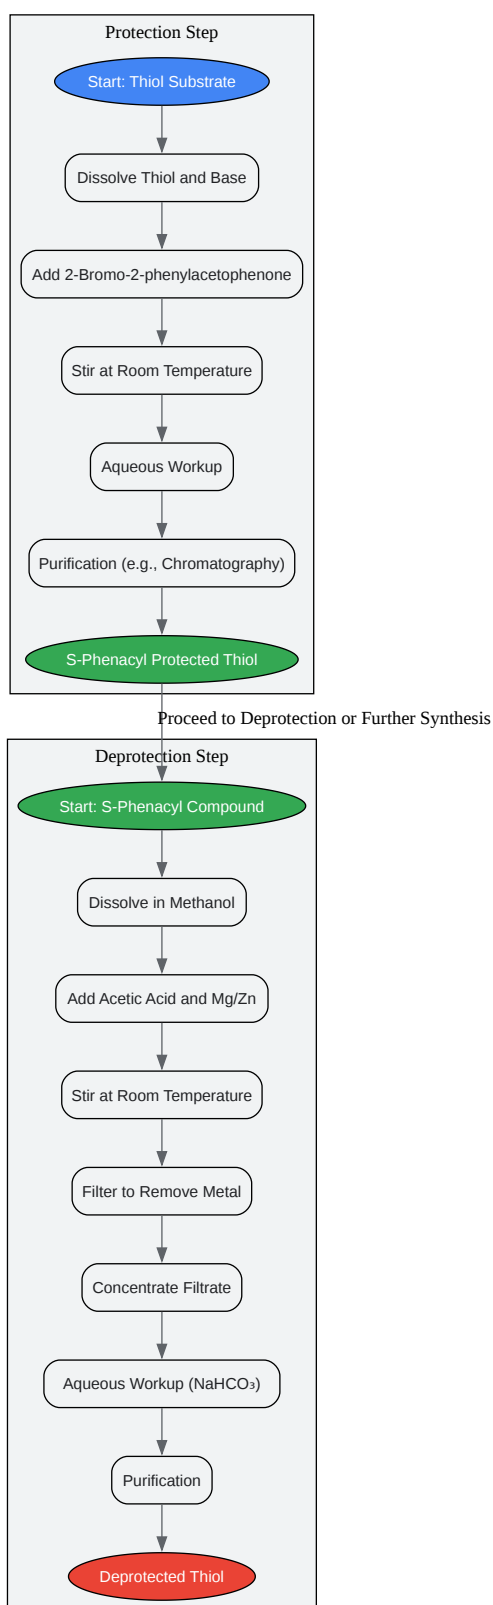 Protection Step
Start: Thiol Substrate
Dissolve Thiol and Base
Add 2-Bromo-2-phenylacetophenone
Stir at Room Temperature
Aqueous Workup
Purification (e.g., Chromatography)
S-Phenacyl Protected Thiol
Proceed to Deprotection or Further Synthesis
Deprotection Step
Start: S-Phenacyl Compound
Dissolve in Methanol
Add Acetic Acid and Mg/Zn
Stir at Room Temperature
Filter to Remove Metal
Concentrate Filtrate
Aqueous Workup (NaHCO₃)
Purification
Deprotected Thiol